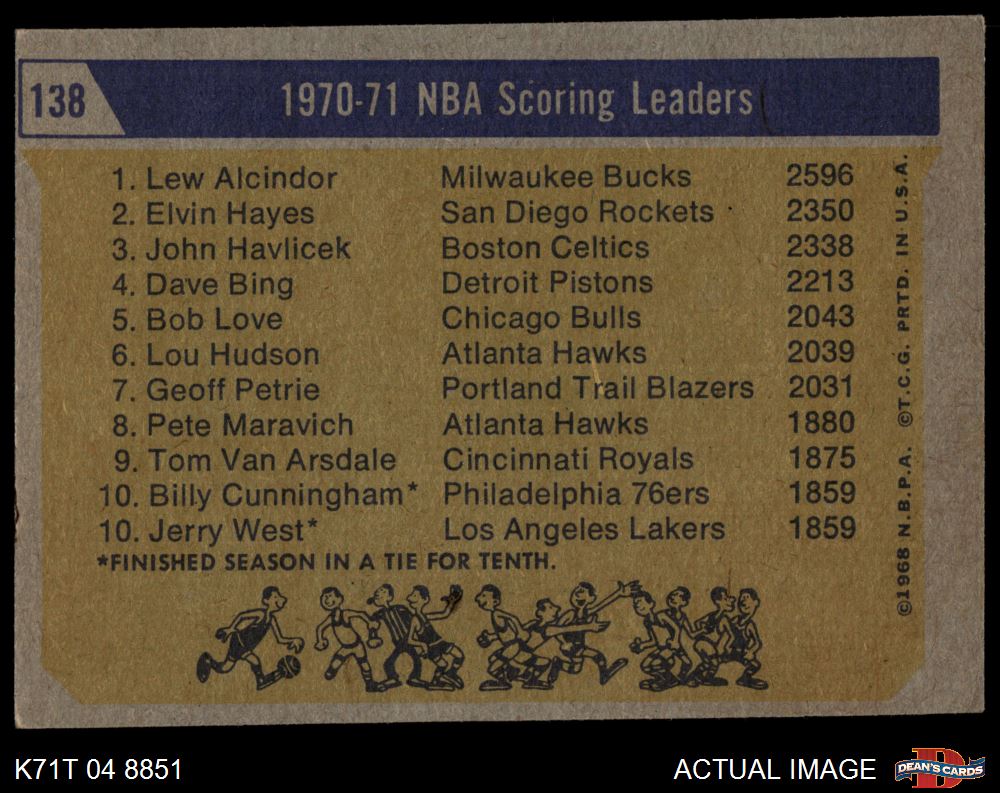 138
1970-71 NBA Scoring Leaders
1. Lew Alcindor Milwaukee Bucks 2596
2. Elvin Hayes San Diego Rockets 2350
3. John Havlicek Boston Celtics 2338
4. Dave Bing Detroit Pistons 2213
5. Bob Love Chicago Bulls 2043
6. Lou Hudson Atlanta Hawks 2039
7. Geoff Petrie Portland Trail Blazers 2031
8. Pete Maravich Atlanta Hawks 1880
9. Tom Van Arsdale Cincinnati Royals 1875
10. Billy Cunningham* Philadelphia 76ers 1859
10. Jerry West* Los Angeles Lakers 1859
*FINISHED SEASON IN A TIE FOR TENTH.
©1968 N.B.P.A. ©T.C.G. PRTD. IN U.S.A.
K71T 04 8851
ACTUAL IMAGE
D
DEAN'S CARDS